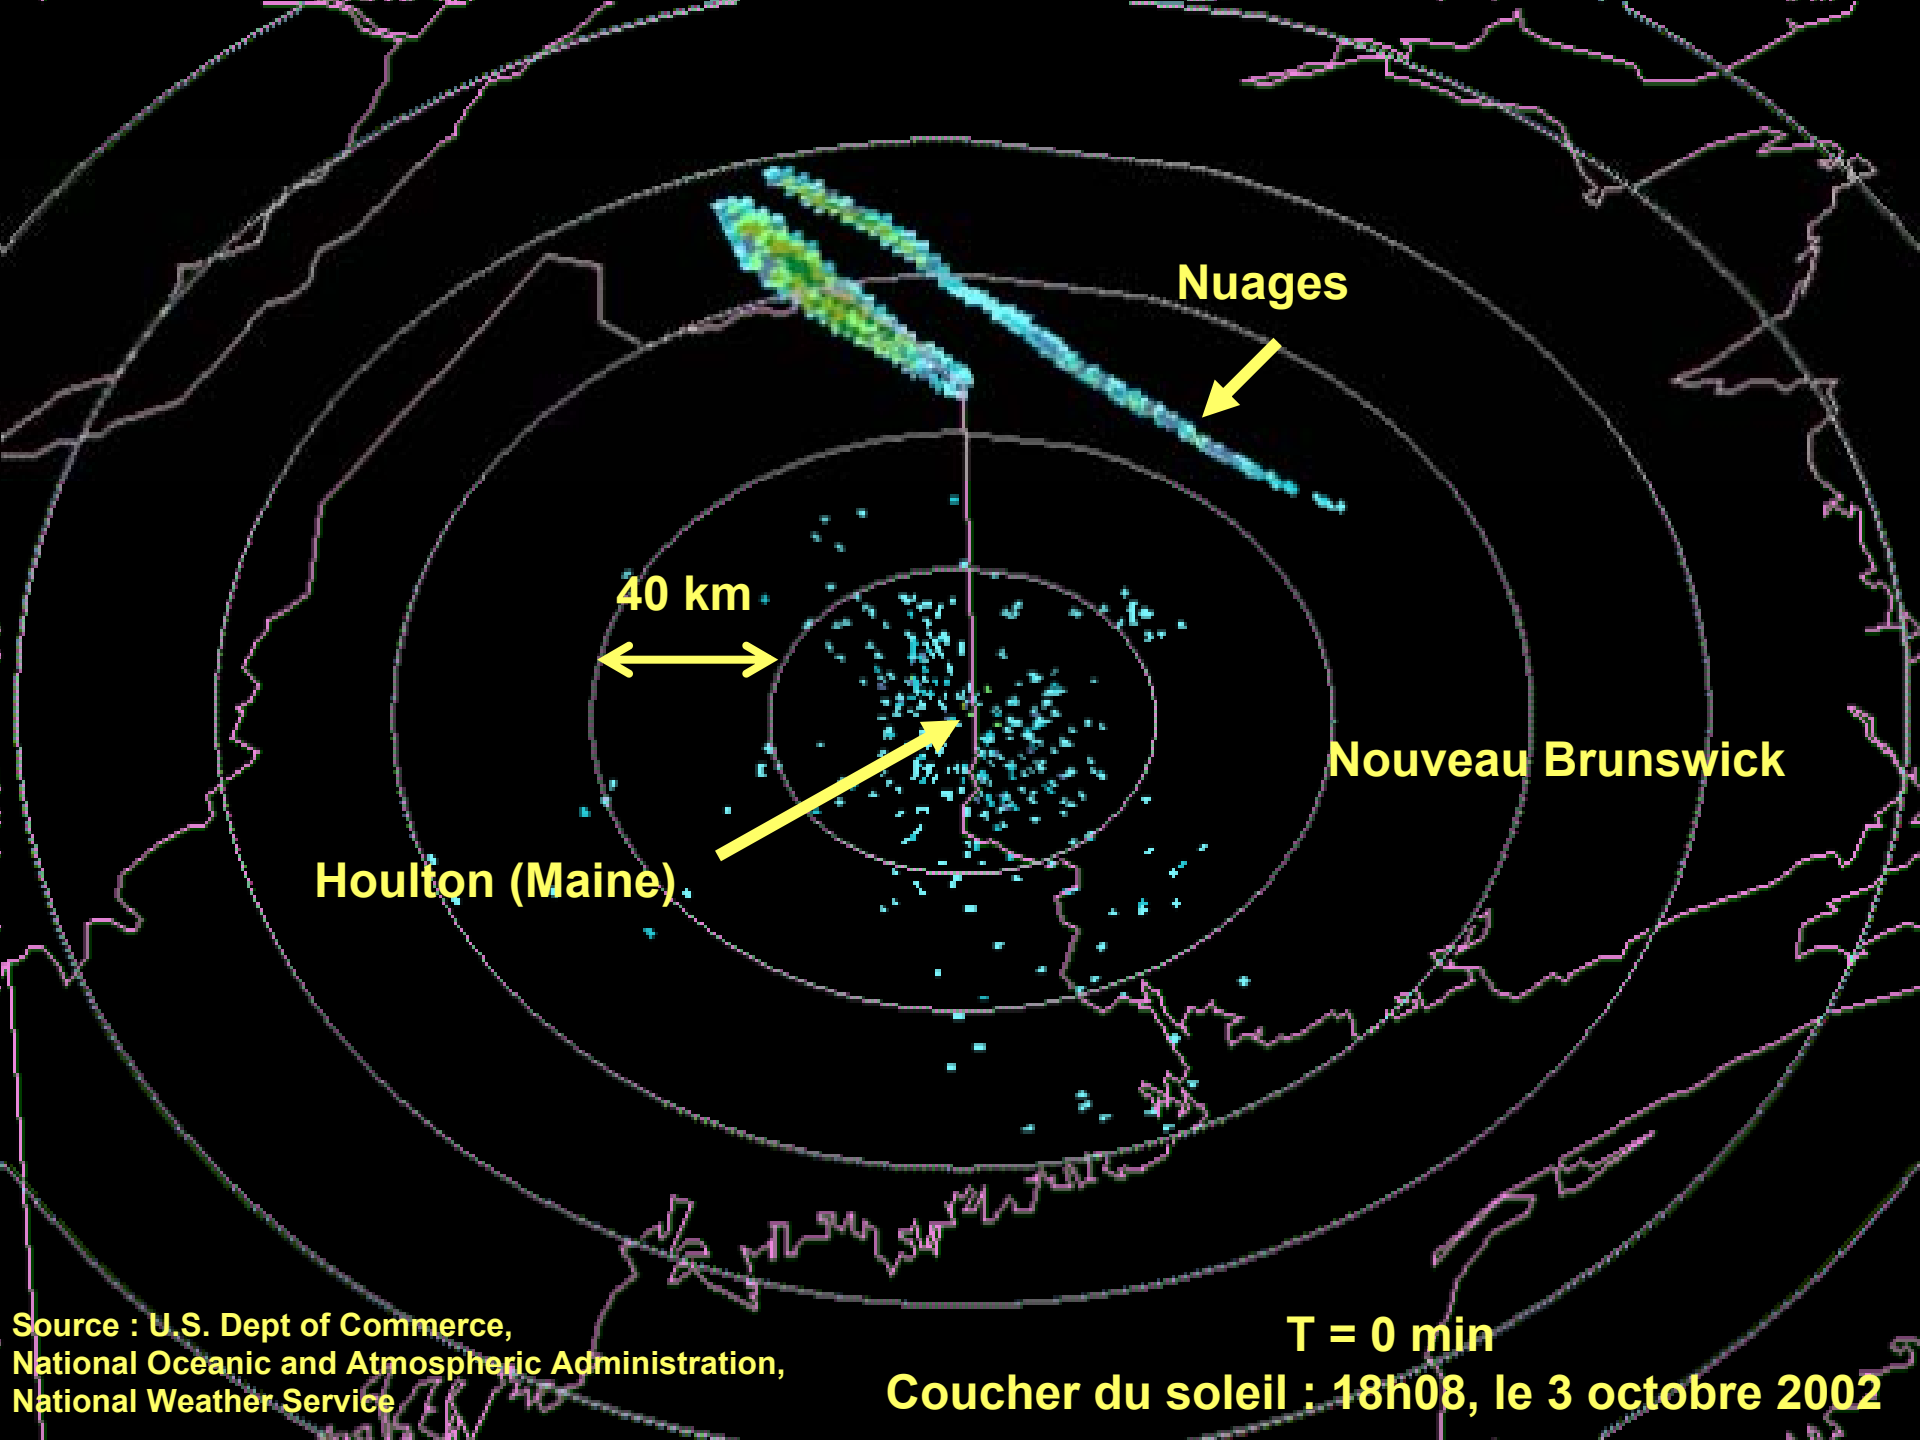 Nuages
40 km
Nouveau Brunswick
Houlton (Maine)
Source : U.S. Dept of Commerce,
National Oceanic and Atmospheric Administration,
National Weather Service
T = 0 min
Coucher du soleil : 18h08, le 3 octobre 2002